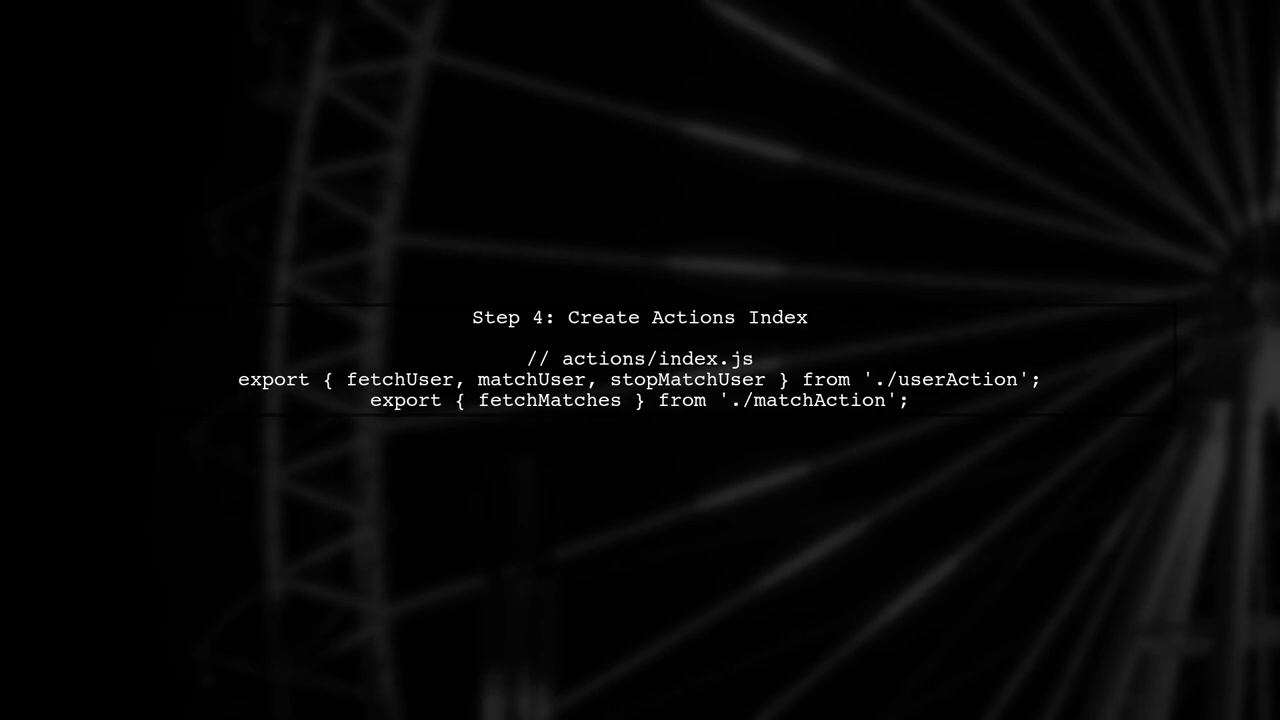 Step 4: Create Actions Index
// actions/index.js
export { fetchUser, matchUser, stopMatchUser } from './userAction';
export { fetchMatches } from './matchAction';